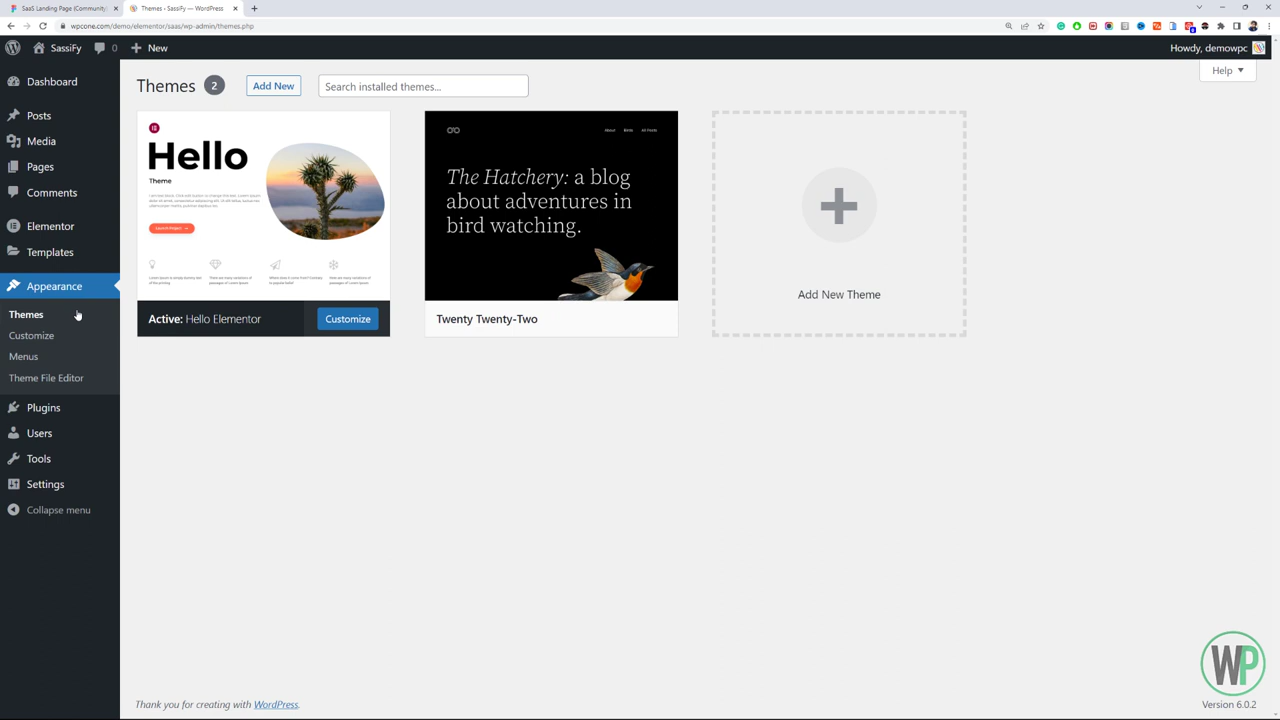 SaaS Landing Page (Community)
Themes ‹ SassiFy — WordPress
wpcone.com/demo/elementor/saas/wp-admin/themes.php
SassiFy
0
New
Howdy, demowpc
Dashboard
Media
Pages
Comments
Elementor
Templates
Appearance
Themes
Customize
Menus
Theme File Editor
Plugins
Users
Tools
Settings
Collapse menu
Themes 2
Add New
Search installed themes...
Help
Hello
Theme
Active: Hello Elementor
Customize
About Birds All Posts
The Hatchery: a blog
about adventures in
bird watching.
Twenty Twenty-Two
Add New Theme
Thank you for creating with WordPress.
WP
Version 6.0.2